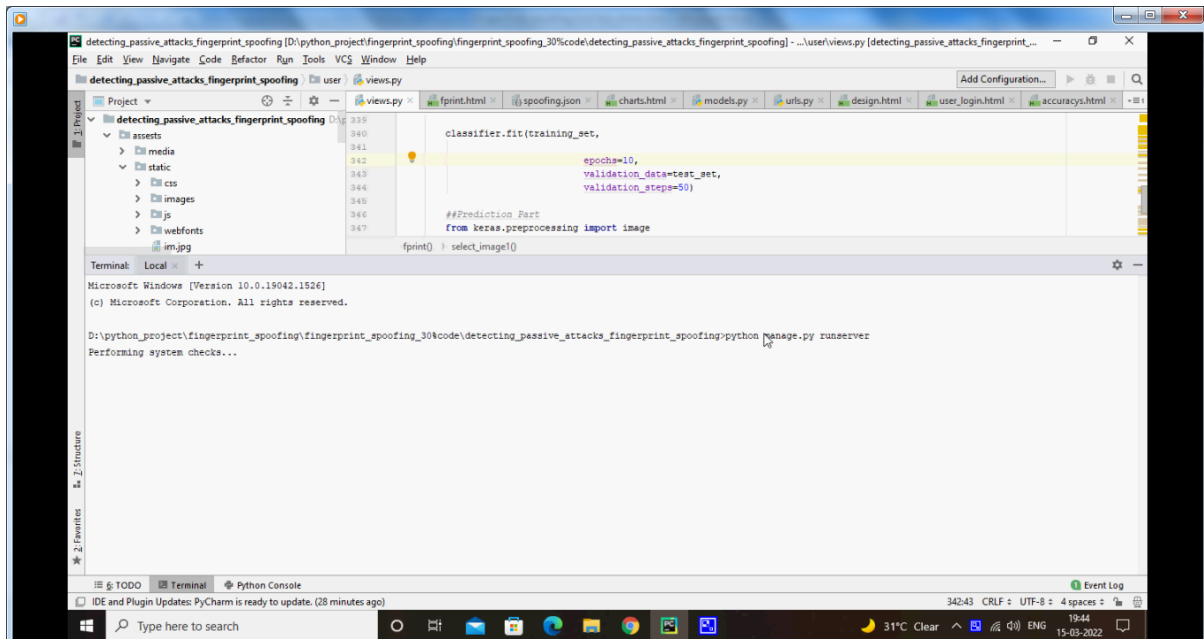 detecting_passive_attacks_fingerprint_spoofing [D:\python_project\fingerprint_spoofing\fingerprint_spoofing_30%code\detecting_passive_attacks_fingerprint_spoofing] - ...\user\views.py [detecting_passive_attacks_fingerprint_...
File Edit View Navigate Code Refactor Run Tools VCS Window Help
detecting_passive_attacks_fingerprint_spoofing user views.py Add Configuration...
1: Project
Project views.py fprint.html spoofing.json charts.html models.py urls.py design.html user_login.html accuracys.html
detecting_passive_attacks_fingerprint_spoofing
assests
media
static
css
images
js
webfonts
im.jpg
339
340 classifier.fit(training_set,
341
342 epochs=10,
343 validation_data=test_set,
344 validation_steps=50)
345
346 ##Prediction Part
347 from keras.preprocessing import image
fprint() select_image1()
Terminal: Local +
Microsoft Windows [Version 10.0.19042.1526]
(c) Microsoft Corporation. All rights reserved.
D:\python_project\fingerprint_spoofing\fingerprint_spoofing_30%code\detecting_passive_attacks_fingerprint_spoofing>python manage.py runserver
Performing system checks...
Z: Structure
2: Favorites
6: TODO Terminal Python Console Event Log
IDE and Plugin Updates: PyCharm is ready to update. (28 minutes ago) 342:43 CRLF UTF-8 4 spaces
Type here to search 31°C Clear ENG 19:44
15-03-2022